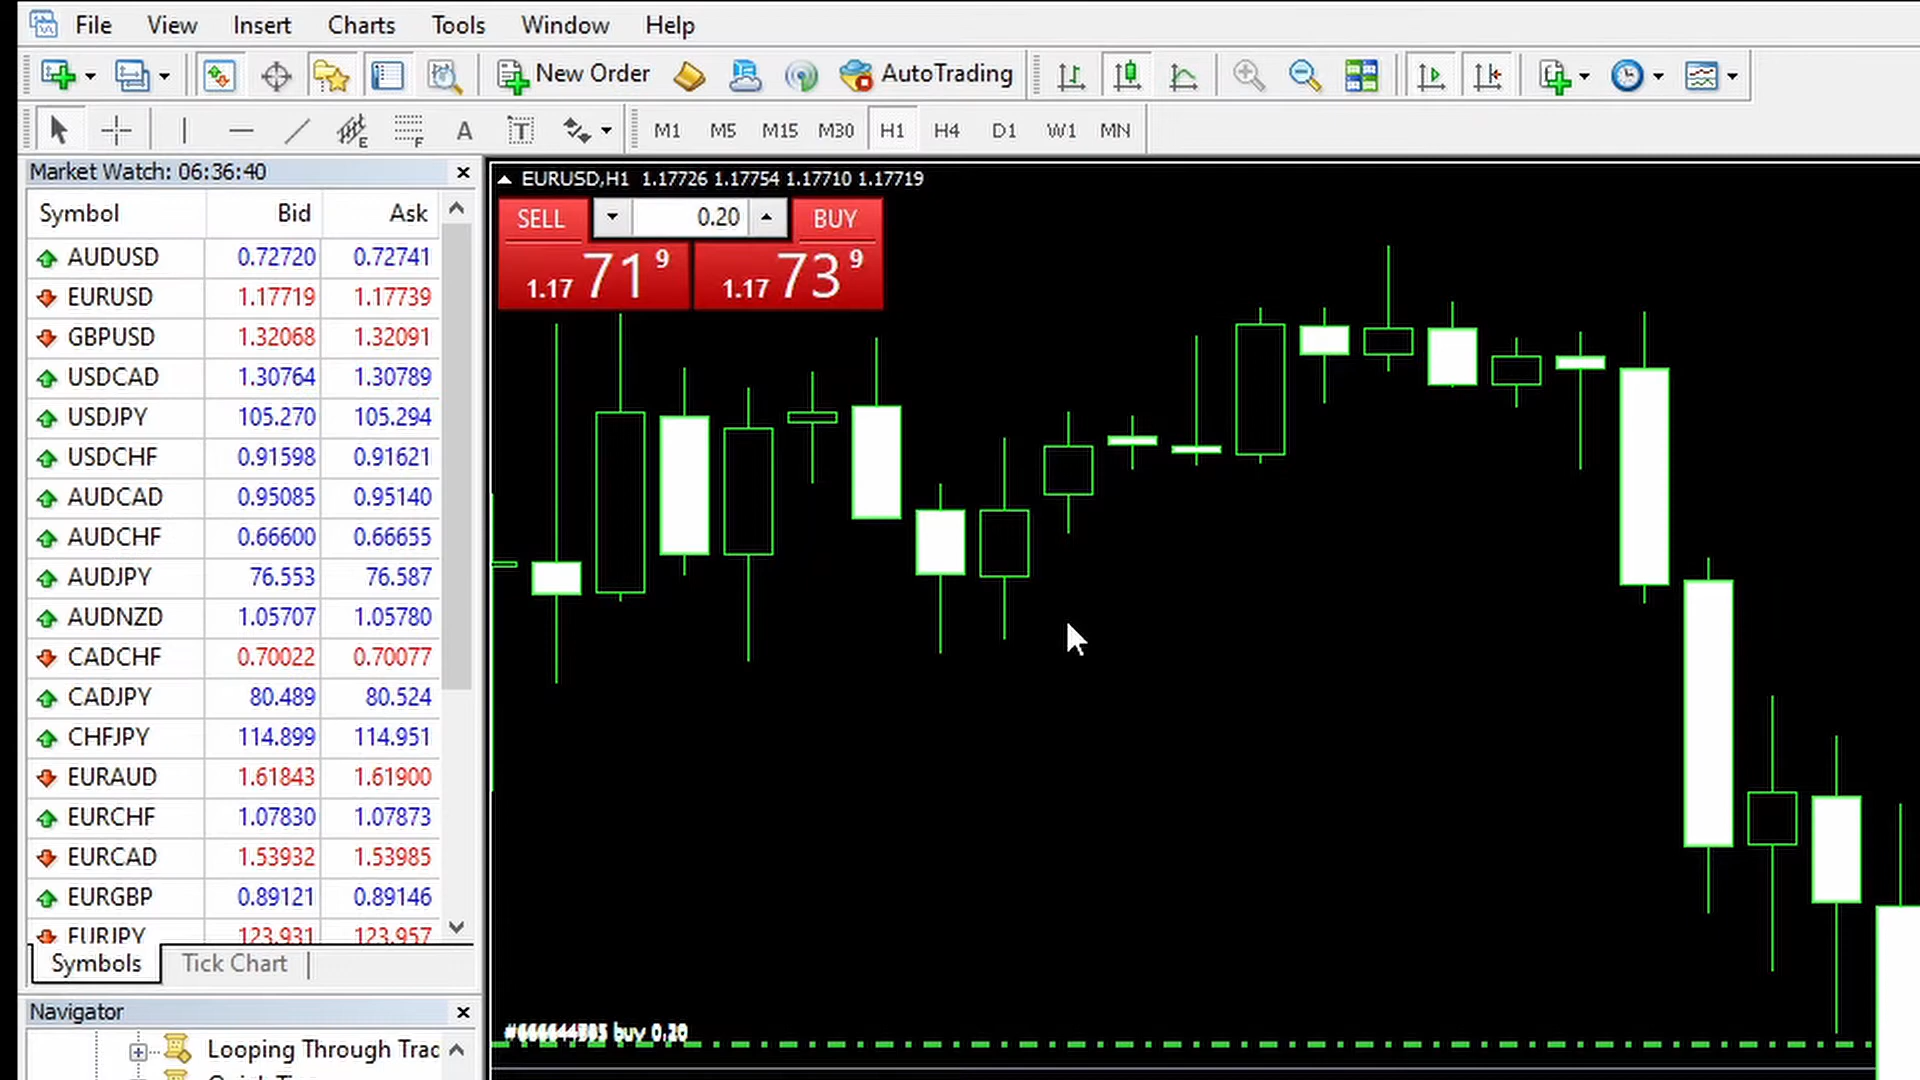 File View Insert Charts Tools Window Help
New Order AutoTrading
E F A T M1 M5 M15 M30 H1 H4 D1 W1 MN
Market Watch: 06:36:40
Symbol Bid Ask
AUDUSD 0.72720 0.72741
EURUSD 1.17719 1.17739
GBPUSD 1.32068 1.32091
USDCAD 1.30764 1.30789
USDJPY 105.270 105.294
USDCHF 0.91598 0.91621
AUDCAD 0.95085 0.95140
AUDCHF 0.66600 0.66655
AUDJPY 76.553 76.587
AUDNZD 1.05707 1.05780
CADCHF 0.70022 0.70077
CADJPY 80.489 80.524
CHFJPY 114.899 114.951
EURAUD 1.61843 1.61900
EURCHF 1.07830 1.07873
EURCAD 1.53932 1.53985
EURGBP 0.89121 0.89146
EURJPY 123.931 123.957
Symbols Tick Chart
Navigator
Looping Through Trac
EURUSD,H1 1.17726 1.17754 1.17710 1.17719
SELL 0.20 BUY
1.17 71 9 1.17 73 9
buy